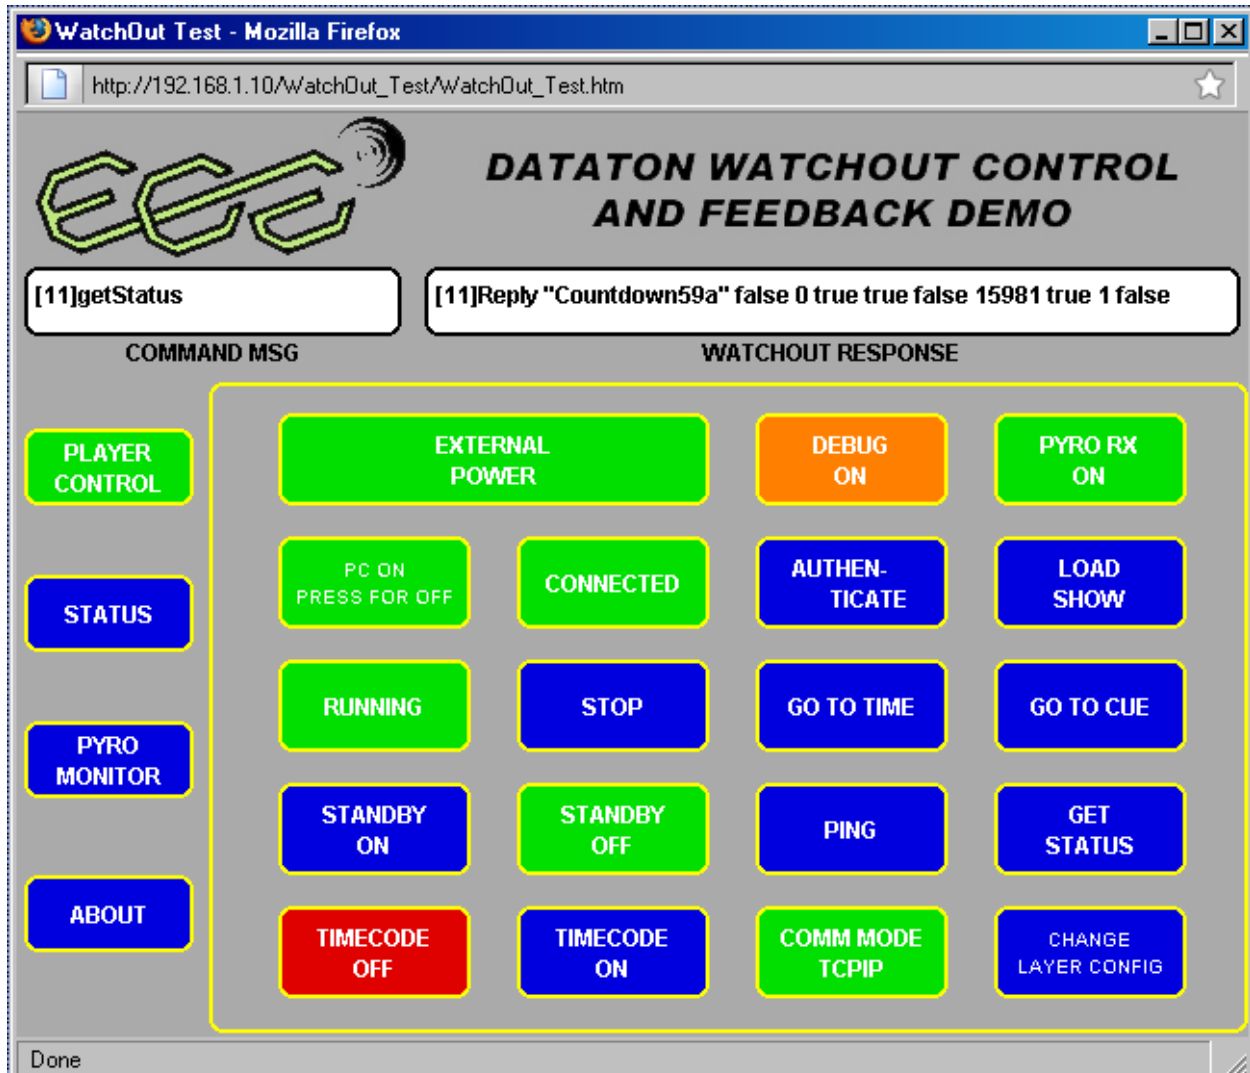 WatchOut Test - Mozilla Firefox
http://192.168.1.10/WatchOut_Test/WatchOut_Test.htm
ECS
DATATON WATCHOUT CONTROL
AND FEEDBACK DEMO
[11]getStatus
[11]Reply "Countdown59a" false 0 true true false 15981 true 1 false
COMMAND MSG
WATCHOUT RESPONSE
PLAYER
CONTROL
STATUS
PYRO
MONITOR
ABOUT
EXTERNAL
POWER
DEBUG
ON
PYRO RX
ON
PC ON
PRESS FOR OFF
CONNECTED
AUTHEN-
TICATE
LOAD
SHOW
RUNNING
STOP
GO TO TIME
GO TO CUE
STANDBY
ON
STANDBY
OFF
PING
GET
STATUS
TIMECODE
OFF
TIMECODE
ON
COMM MODE
TCPIP
CHANGE
LAYER CONFIG
Done